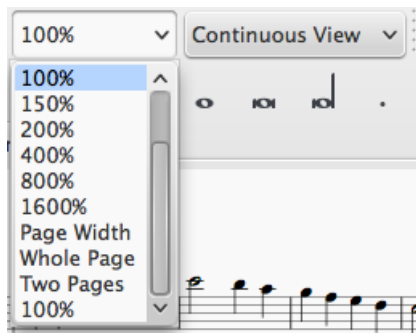 100%
Continuous View
100%
150%
200%
400%
800%
1600%
Page Width
Whole Page
Two Pages
100%